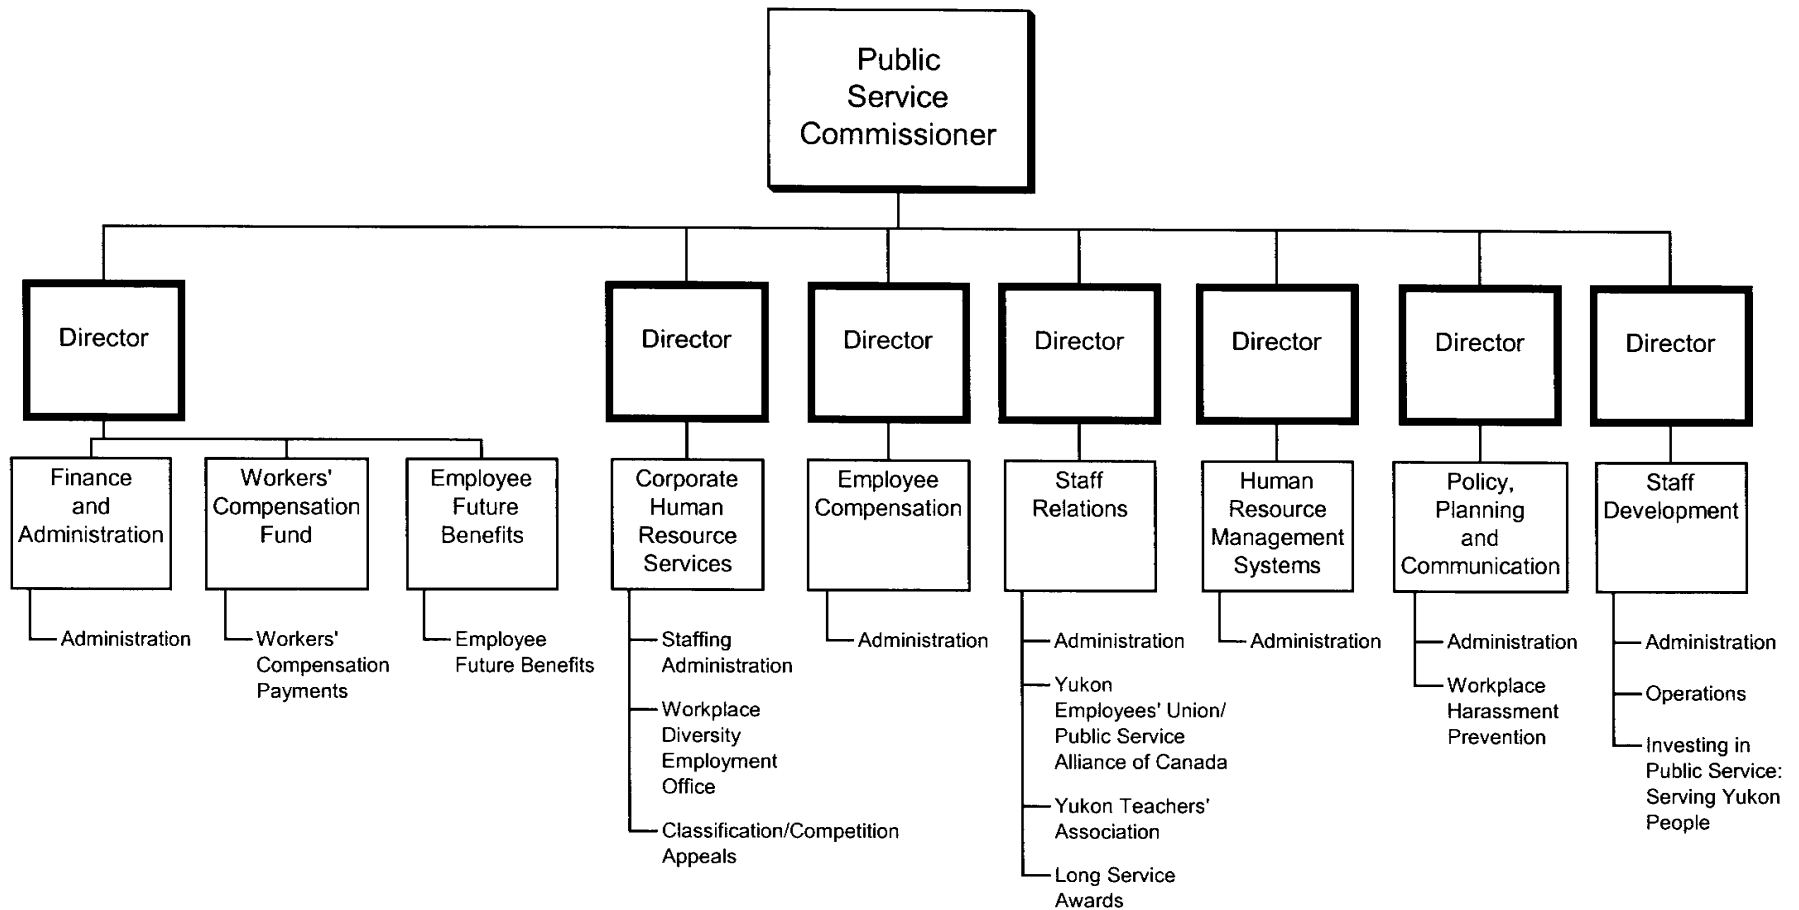 Public
Service
Commissioner
Director
Director
Director
Director
Director
Director
Director
Finance
and
Administration
Workers'
Compensation
Fund
Employee
Future
Benefits
Corporate
Human
Resource
Services
Employee
Compensation
Staff
Relations
Human
Resource
Management
Systems
Policy,
Planning
and
Communication
Staff
Development
Administration
Workers'
Compensation
Payments
Employee
Future Benefits
Staffing
Administration
Workplace
Diversity
Employment
Office
Classification/Competition
Appeals
Administration
Administration
Yukon
Employees' Union/
Public Service
Alliance of Canada
Yukon Teachers'
Association
Long Service
Awards
Administration
Administration
Workplace
Harassment
Prevention
Administration
Operations
Investing in
Public Service:
Serving Yukon
People